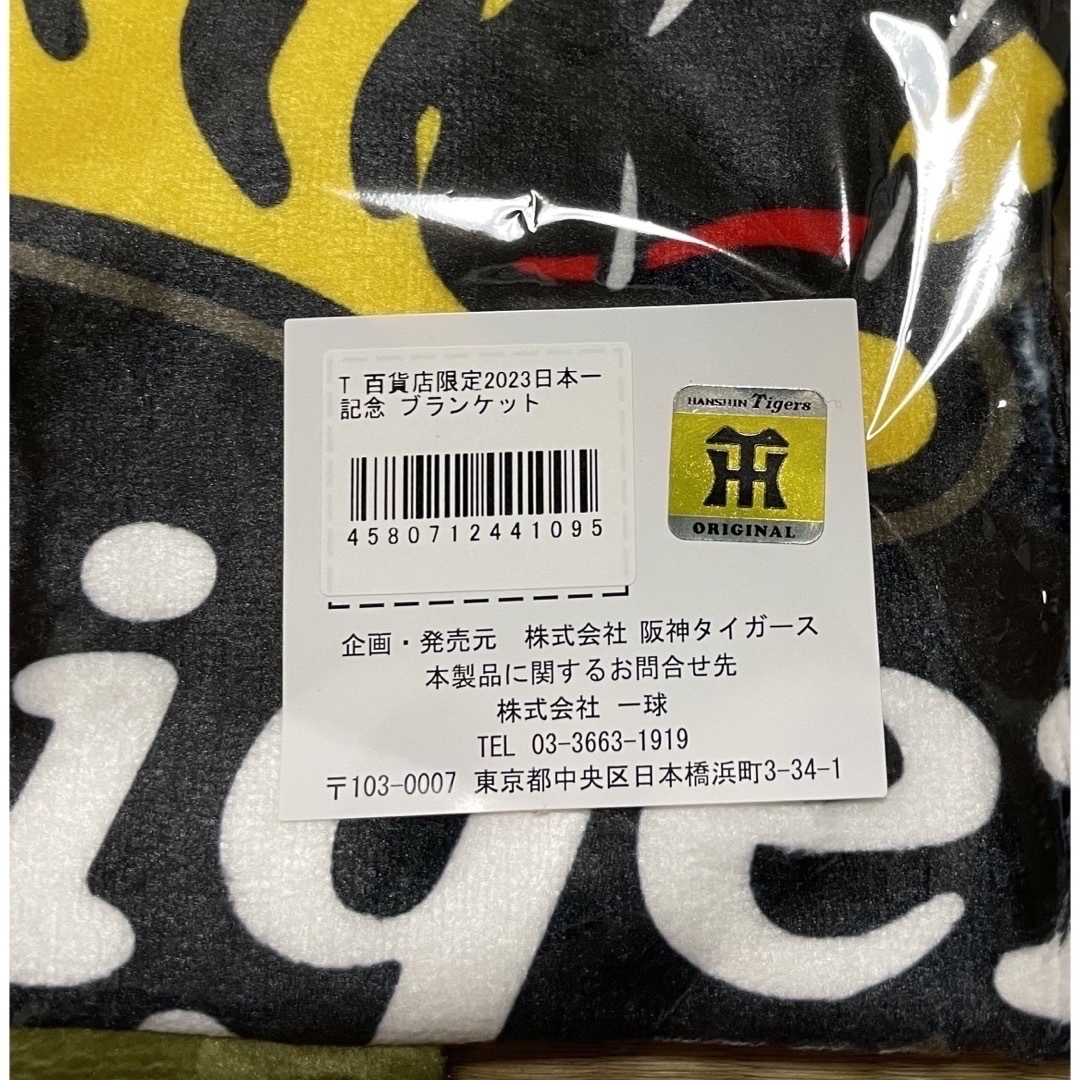 T 百貨店限定2023日本一
記念 ブランケット
4580712441095
HANSHIN Tigers
ORIGINAL
企画・発売元 株式会社 阪神タイガース
本製品に関するお問合せ先
株式会社 一球
TEL 03-3663-1919
〒103-0007 東京都中央区日本橋浜町3-34-1
iger